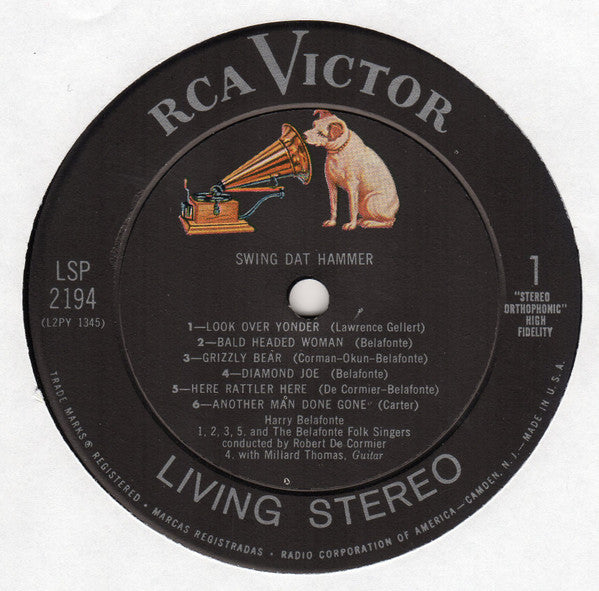 RCA VICTOR
SWING DAT HAMMER
LSP
2194
(L2PY 1345)
1
"STEREO
ORTHOPHONIC"
HIGH
FIDELITY
1—LOOK OVER YONDER (Lawrence Gellert)
2—BALD HEADED WOMAN (Belafonte)
3—GRIZZLY BEAR (Corman-Okun-Belafonte)
4—DIAMOND JOE (Belafonte)
5—HERE RATTLER HERE (De Cormier-Belafonte)
6—ANOTHER MAN DONE GONE (Carter)
Harry Belafonte
1, 2, 3, 5. and The Belafonte Folk Singers
conducted by Robert De Cormier
4. with Millard Thomas, Guitar
LIVING STEREO
TRADE MARKS ® REGISTERED • MARCAS REGISTRADAS • RADIO CORPORATION OF AMERICA—CAMDEN, N. J.—MADE IN U.S.A.